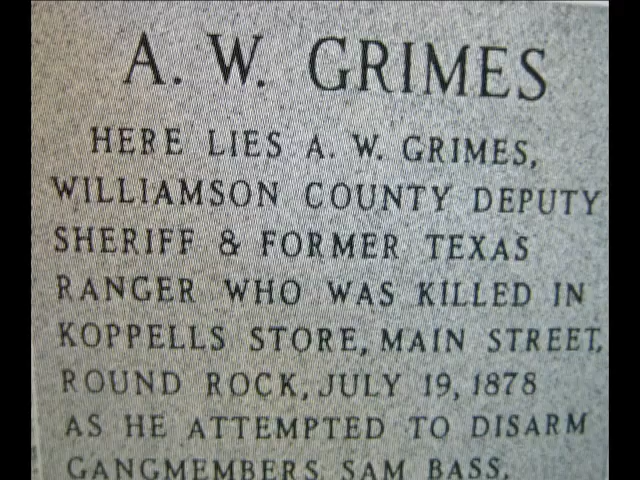 A. W. GRIMES
HERE LIES A. W. GRIMES,
WILLIAMSON COUNTY DEPUTY
SHERIFF & FORMER TEXAS
RANGER WHO WAS KILLED IN
KOPPELLS STORE, MAIN STREET,
ROUND ROCK, JULY 19, 1878
AS HE ATTEMPTED TO DISARM
GANGMEMBERS SAM BASS,